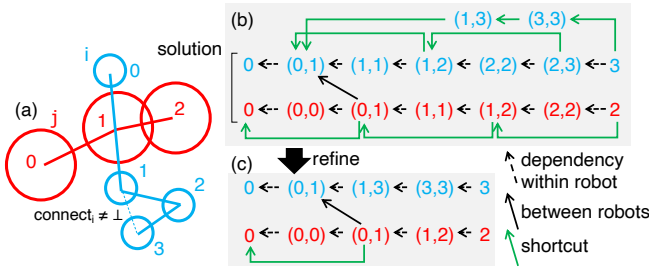 (a)
i
0
solution
j
1
2
0
1
2
connectᵢ ≠ ⊥
3
(b)
(1,3) (3,3)
0 (0,1) (1,1) (1,2) (2,2) (2,3) 3
0 (0,0) (0,1) (1,1) (1,2) (2,2) 2
refine
(c)
0 (0,1) (1,3) (3,3) 3
0 (0,0) (0,1) (1,2) 2
dependency
within robot
between robots
shortcut